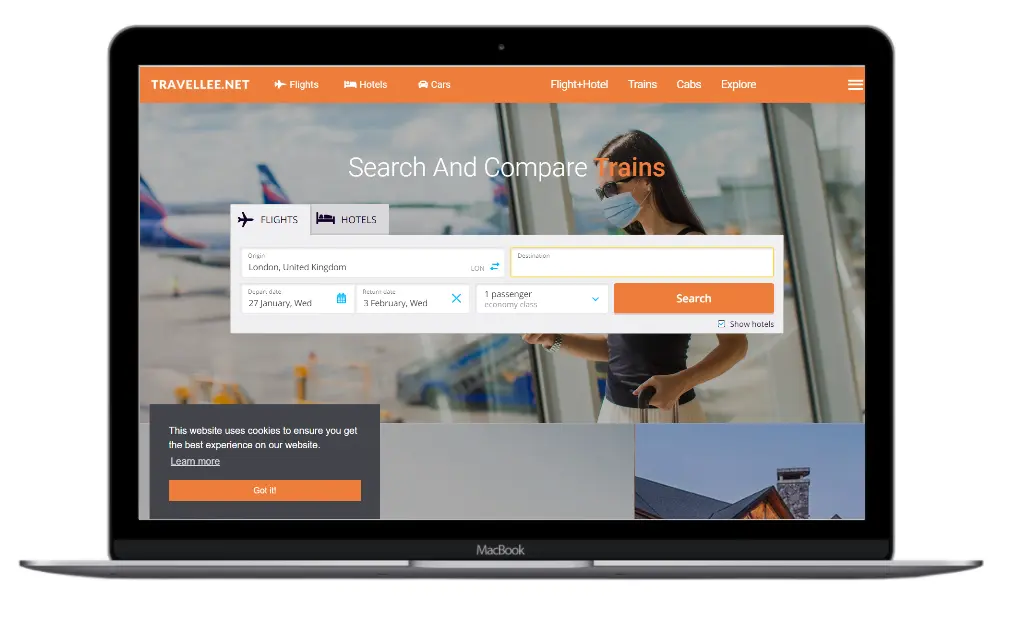 TRAVELLEE.NET Flights Hotels Cars Flight+Hotel Trains Cabs Explore
Search And Compare Trains
FLIGHTS HOTELS
Origin
London, United Kingdom LON
Destination
Depart date
27 January, Wed
Return date
3 February, Wed
1 passenger
economy class
Search
Show hotels
This website uses cookies to ensure you get
the best experience on our website.
Learn more
Got it!
MacBook